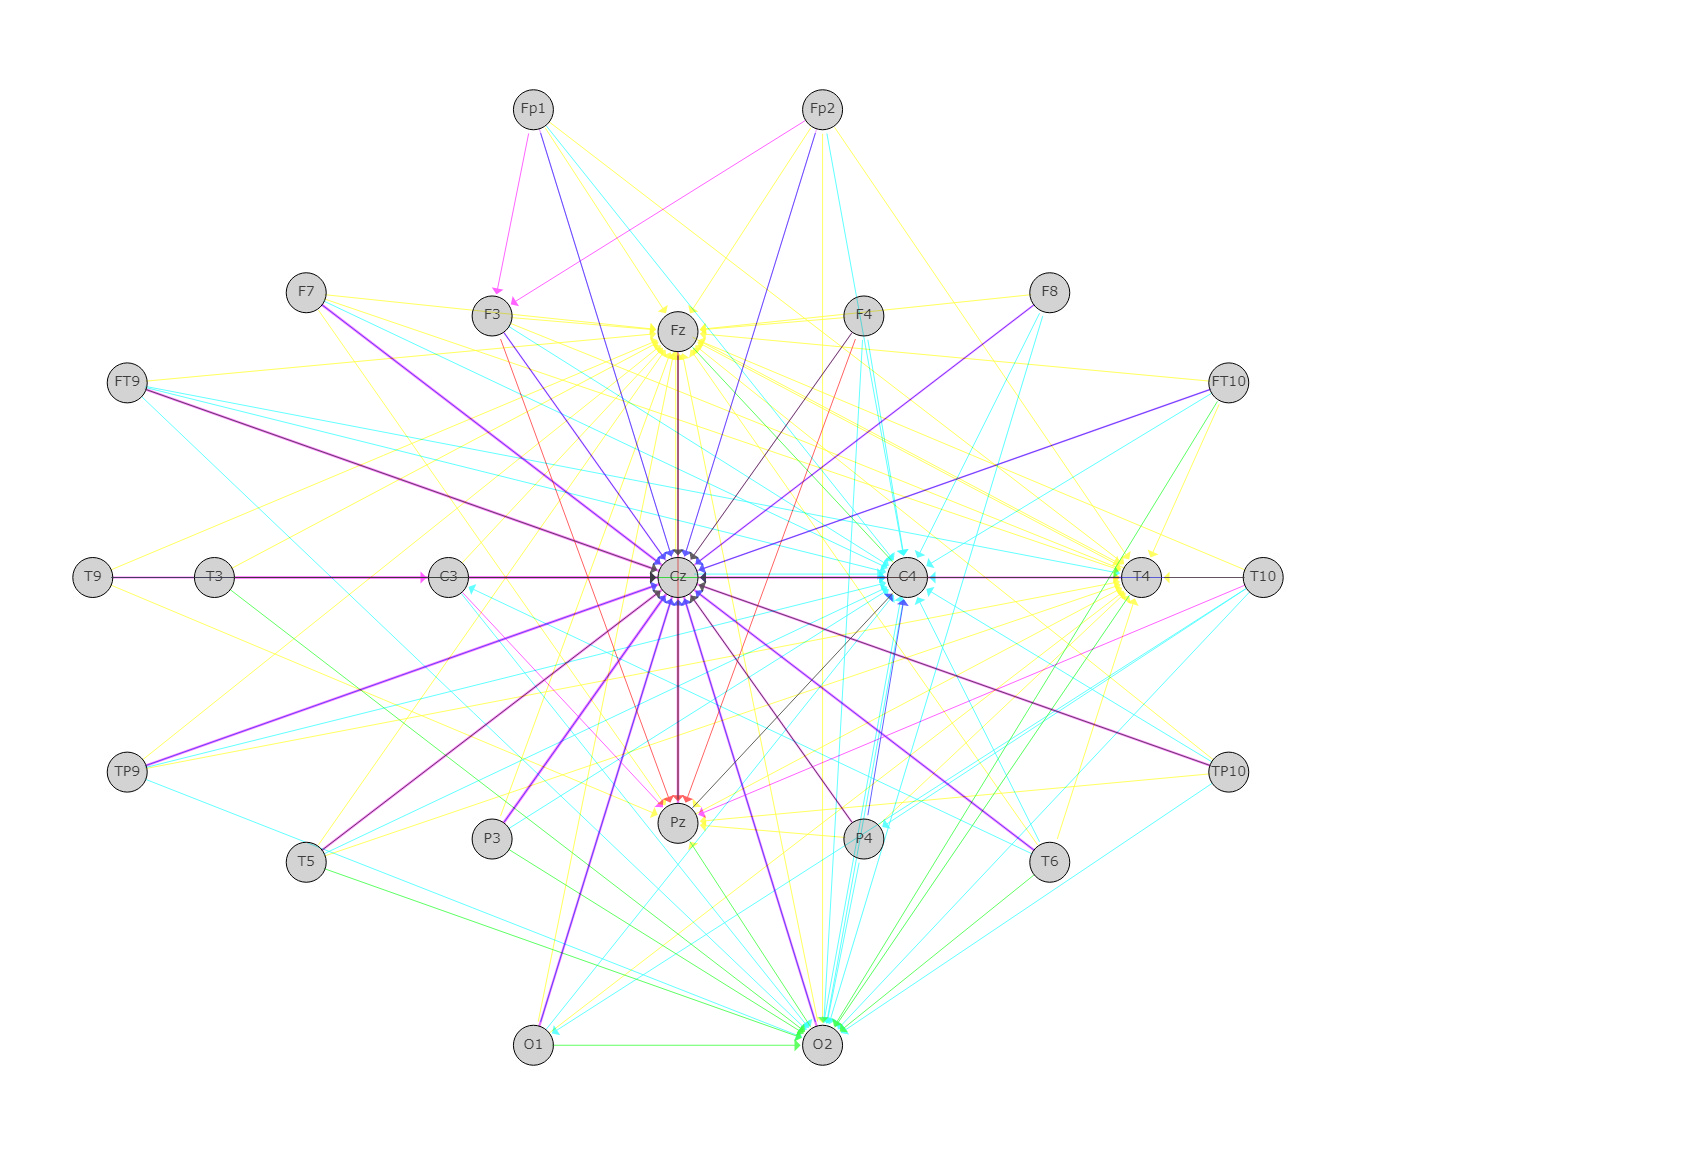 Fp1 Fp2
F7 F3 Fz F4 F8
FT9 FT10
T9 T3 C3 Cz C4 T4 T10
TP9 TP10
T5 P3 Pz P4 T6
O1 O2